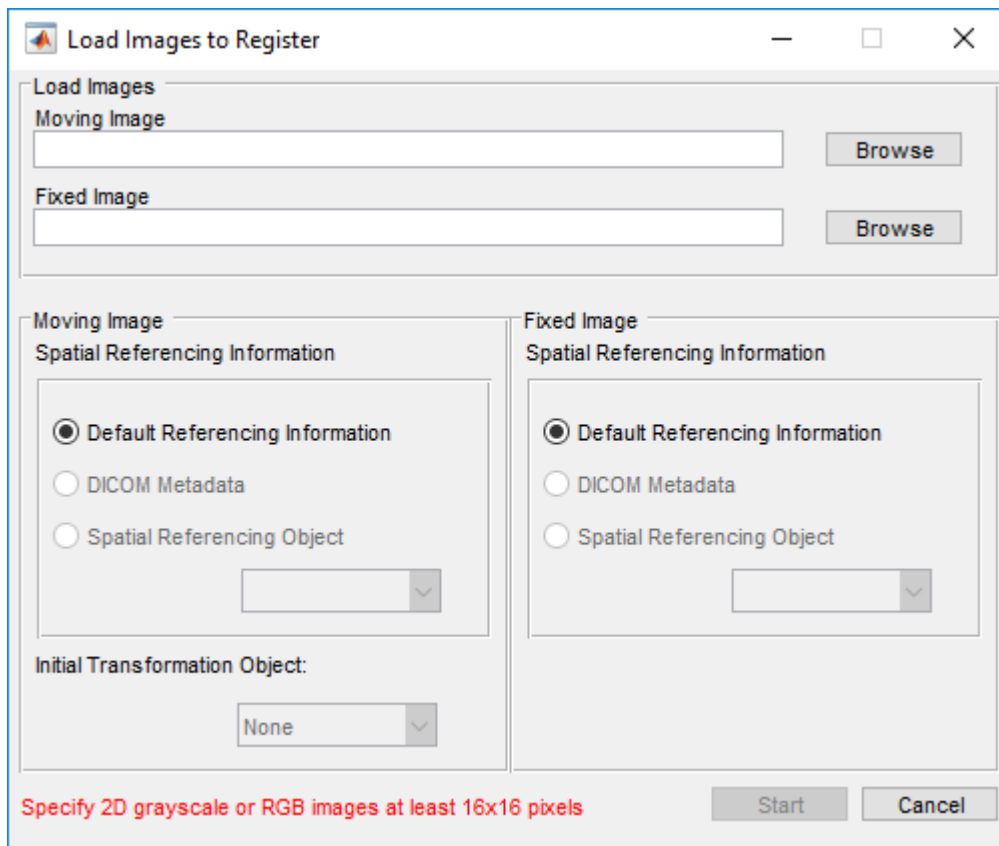 Load Images to Register
Load Images
Moving Image
Browse
Fixed Image
Browse
Moving Image
Spatial Referencing Information
Default Referencing Information
DICOM Metadata
Spatial Referencing Object
Initial Transformation Object:
None
Fixed Image
Spatial Referencing Information
Default Referencing Information
DICOM Metadata
Spatial Referencing Object
Specify 2D grayscale or RGB images at least 16x16 pixels
Start
Cancel